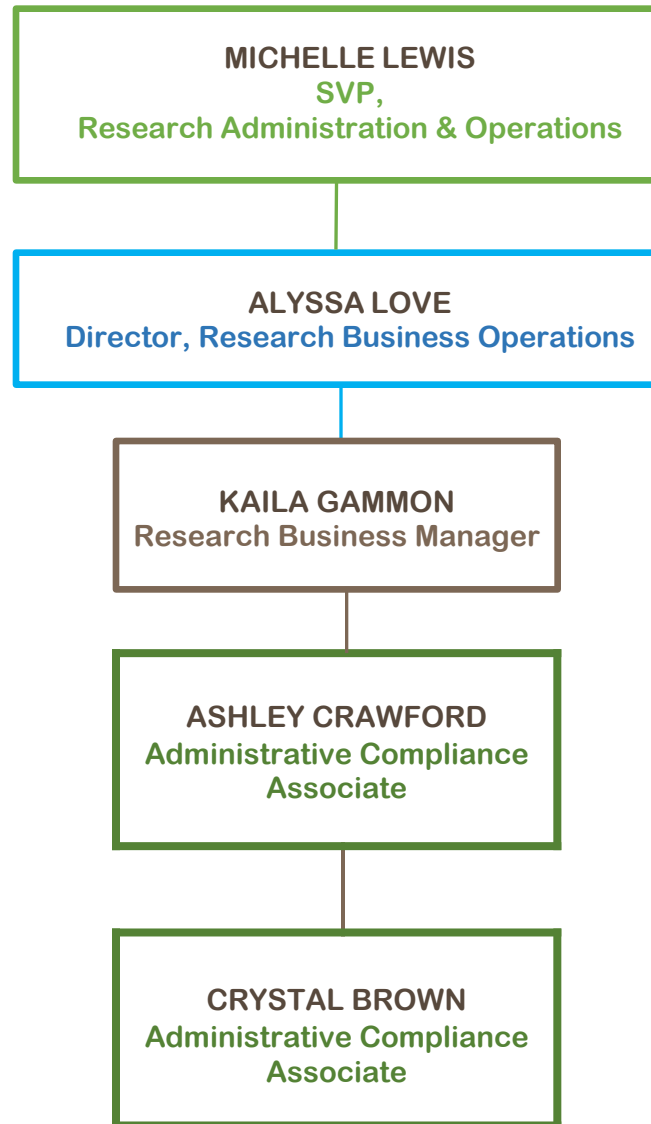 MICHELLE LEWIS
SVP,
Research Administration & Operations
ALYSSA LOVE
Director, Research Business Operations
KAILA GAMMON
Research Business Manager
ASHLEY CRAWFORD
Administrative Compliance
Associate
CRYSTAL BROWN
Administrative Compliance
Associate